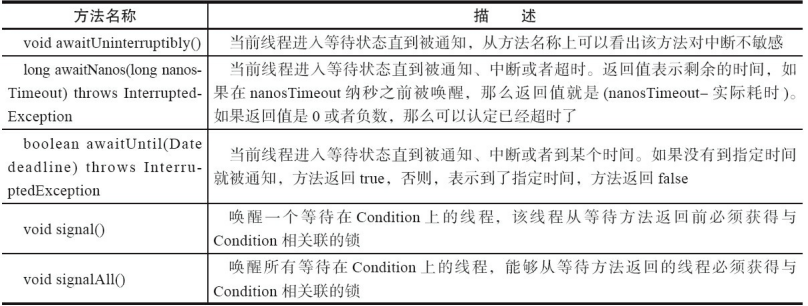 方法名称
描 述
void awaitUninterruptibly()
当前线程进入等待状态直到被通知，从方法名称上可以看出该方法对中断不敏感
long awaitNanos(long nanos-
Timeout) throws Interrupted-
Exception
当前线程进入等待状态直到被通知、中断或者超时。返回值表示剩余的时间，如
果在 nanosTimeout 纳秒之前被唤醒，那么返回值就是 (nanosTimeout– 实际耗时 )。
如果返回值是 0 或者负数，那么可以认定已经超时了
boolean awaitUntil(Date
deadline) throws Interru-
ptedException
当前线程进入等待状态直到被通知、中断或者到某个时间。如果没有到指定时间
就被通知，方法返回 true，否则，表示到了指定时间，方法返回 false
void signal()
唤醒一个等待在 Condition 上的线程，该线程从等待方法返回前必须获得与
Condition 相关联的锁
void signalAll()
唤醒所有等待在 Condition 上的线程，能够从等待方法返回的线程必须获得与
Condition 相关联的锁